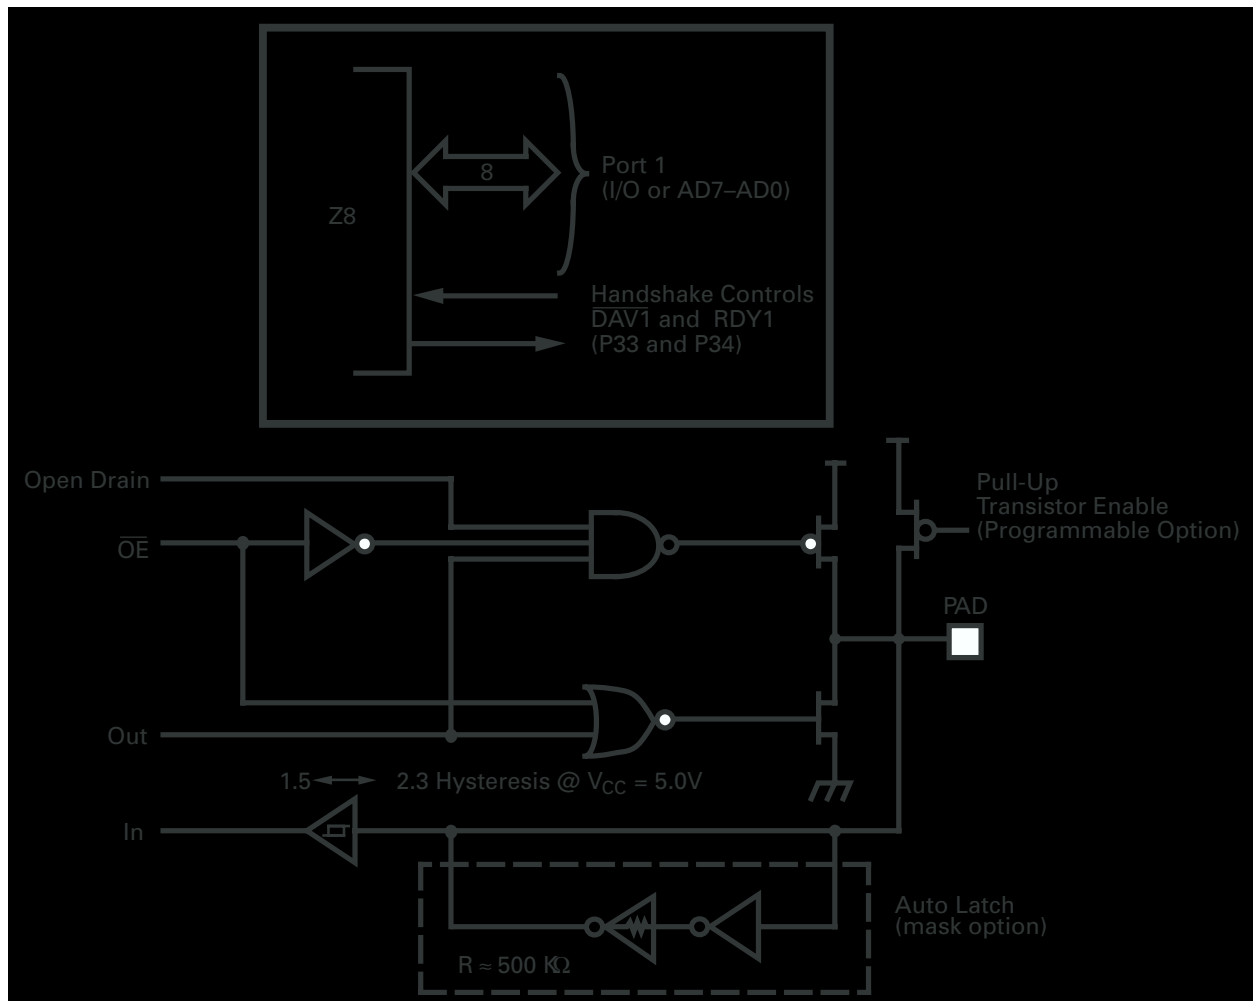 8
Port 1
(I/O or AD7–AD0)
Z8
Handshake Controls
D̅A̅V̅1̅ and RDY1
(P33 and P34)
Open Drain
Pull-Up
Transistor Enable
(Programmable Option)
O̅E̅
PAD
Out
1.5 2.3 Hysteresis @ VCC = 5.0V
In
Auto Latch
(mask option)
R ≈ 500 KΩ